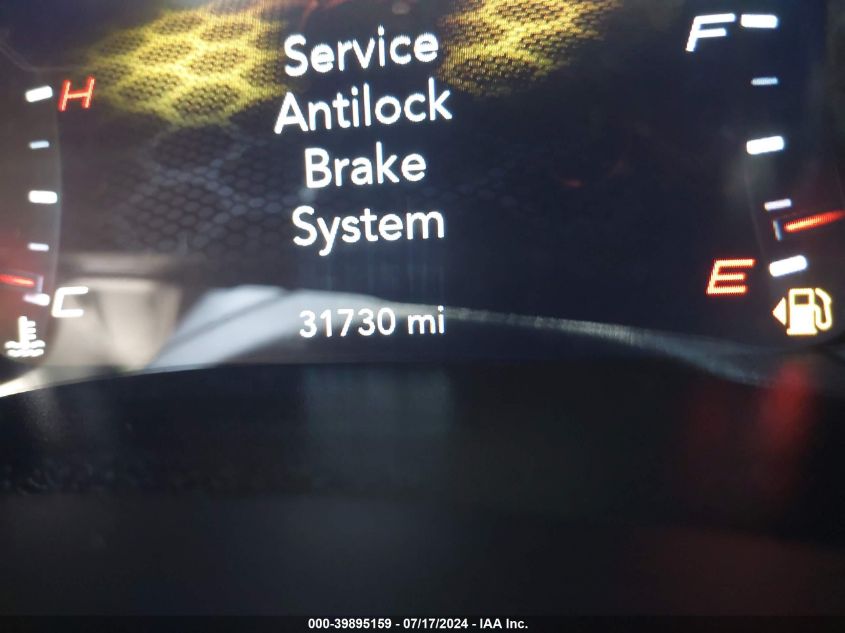 F
Service
H
Antilock
Brake
System
E
C
31730 mi
000-39895159 - 07/17/2024 - IAA Inc.